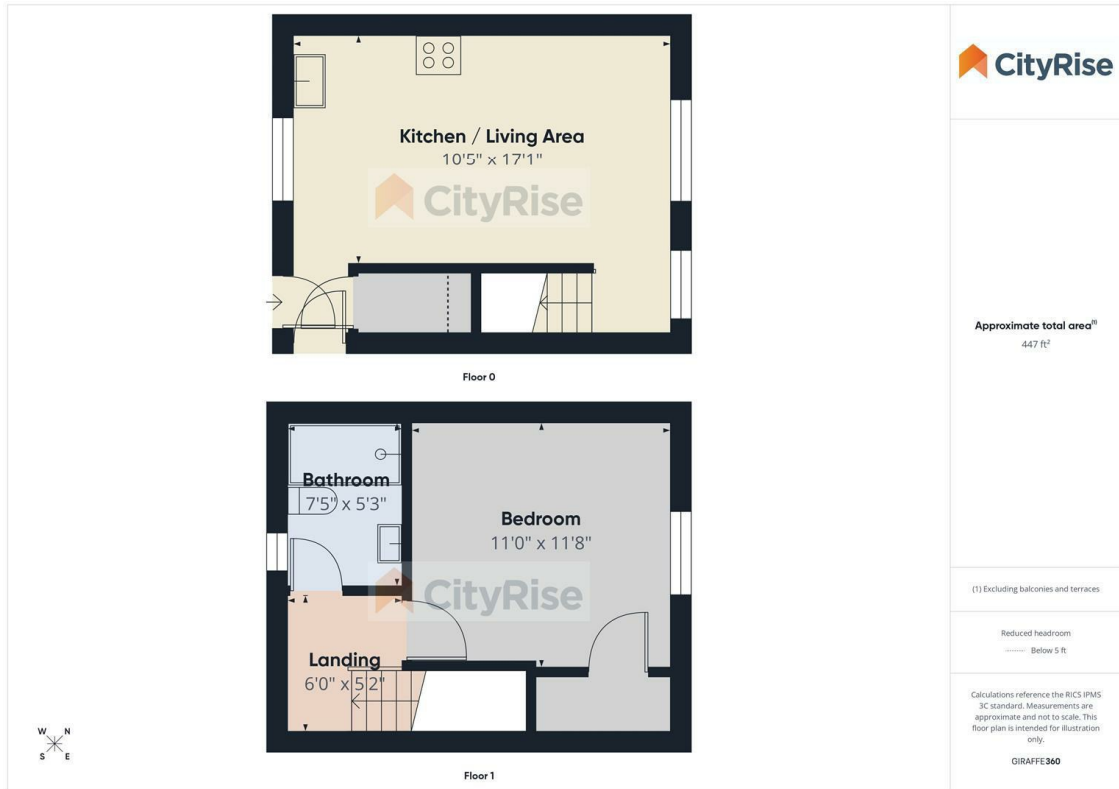 Kitchen / Living Area
10'5" x 17'1"
CityRise
Floor 0
Bathroom
7'5" x 5'3"
Bedroom
11'0" x 11'8"
CityRise
Landing
6'0" x 5'2"
W N
S E
Floor 1
CityRise
Approximate total area(1)
447 ft²
(1) Excluding balconies and terraces
Reduced headroom
Below 5 ft
Calculations reference the RICS IPMS
3C standard. Measurements are
approximate and not to scale. This
floor plan is intended for illustration
only.
GIRAFFE360